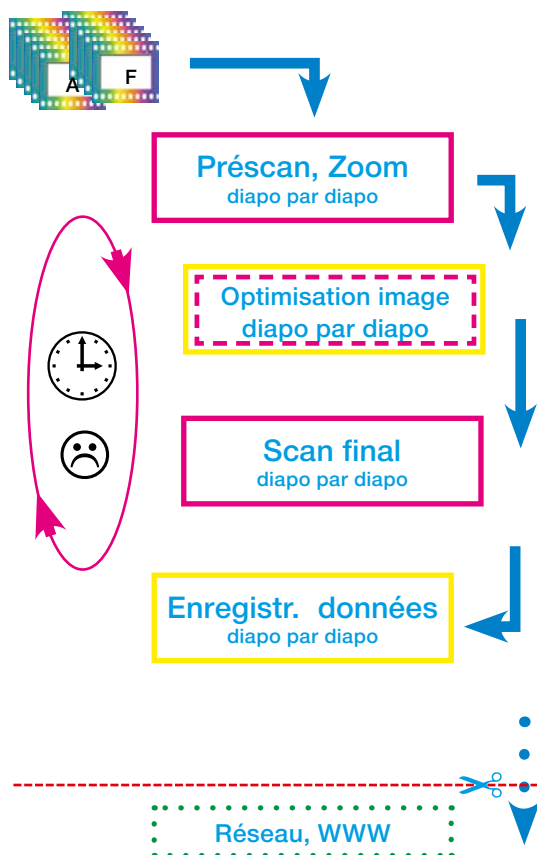 A F
Préscan, Zoom
diapo par diapo
Optimisation image
diapo par diapo
Scan final
diapo par diapo
Enregistr. données
diapo par diapo
Réseau, WWW